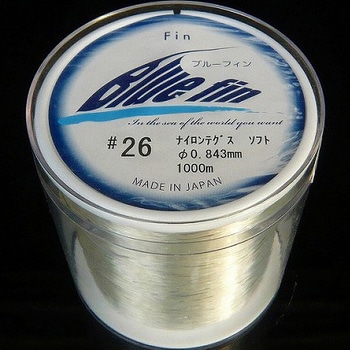 Fin
ブルーフィン
Blue fin
In the sea of the world you want
#26
ナイロンテグス ソフト
φ0.843mm
1000m
MADE IN JAPAN